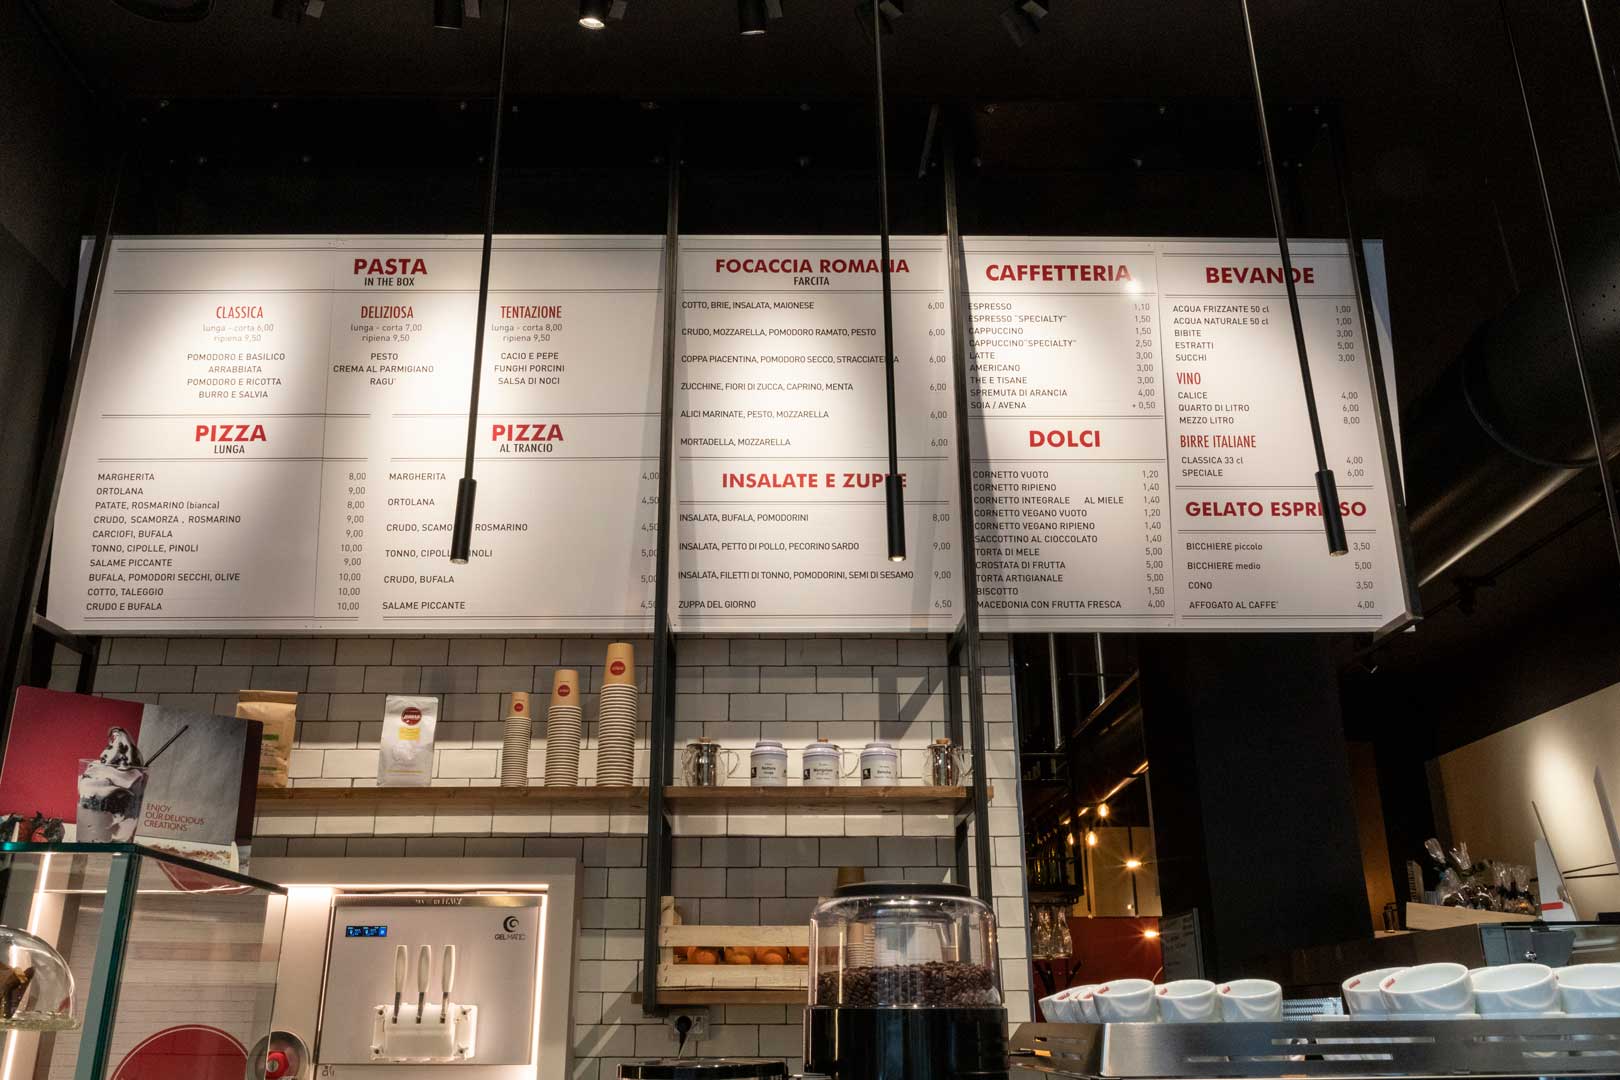 PASTA
IN THE BOX
CLASSICA
lunga - corta 6,00
ripiena 9,50
POMODORO E BASILICO
ARRABBIATA
POMODORO E RICOTTA
BURRO E SALVIA
DELIZIOSA
lunga - corta 7,00
ripiena 9,50
PESTO
CREMA AL PARMIGIANO
RAGU'
TENTAZIONE
lunga - corta 8,00
ripiena 9,50
CACIO E PEPE
FUNGHI PORCINI
SALSA DI NOCI
PIZZA
LUNGA
MARGHERITA 8,00
ORTOLANA 9,00
PATATE, ROSMARINO (bianca) 8,00
CRUDO, SCAMORZA , ROSMARINO 9,00
CARCIOFI, BUFALA 9,00
TONNO, CIPOLLE, PINOLI 10,00
SALAME PICCANTE 9,00
BUFALA, POMODORI SECCHI, OLIVE 10,00
COTTO, TALEGGIO 10,00
CRUDO E BUFALA 10,00
PIZZA
AL TRANCIO
MARGHERITA 4,00
ORTOLANA 4,50
CRUDO, SCAMO ROSMARINO 4,50
TONNO, CIPOLL INOLI 5,00
CRUDO, BUFALA 5,00
SALAME PICCANTE 4,50
FOCACCIA ROMANA
FARCITA
COTTO, BRIE, INSALATA, MAIONESE 6,00
CRUDO, MOZZARELLA, POMODORO RAMATO, PESTO 6,00
COPPA PIACENTINA, POMODORO SECCO, STRACCIATELLA 6,00
ZUCCHINE, FIORI DI ZUCCA, CAPRINO, MENTA 6,00
ALICI MARINATE, PESTO, MOZZARELLA 6,00
MORTADELLA, MOZZARELLA 6,00
INSALATE E ZUPPE
INSALATA, BUFALA, POMODORINI 8,00
INSALATA, PETTO DI POLLO, PECORINO SARDO 9,00
INSALATA, FILETTI DI TONNO, POMODORINI, SEMI DI SESAMO 9,00
ZUPPA DEL GIORNO 6,50
CAFFETTERIA
ESPRESSO 1,10
ESPRESSO "SPECIALTY" 1,50
CAPPUCCINO 1,50
CAPPUCCINO"SPECIALTY" 2,50
LATTE 3,00
AMERICANO 3,00
THE E TISANE 3,00
SPREMUTA DI ARANCIA 4,00
SOIA / AVENA + 0,50
DOLCI
CORNETTO VUOTO 1,20
CORNETTO RIPIENO 1,40
CORNETTO INTEGRALE AL MIELE 1,40
CORNETTO VEGANO VUOTO 1,20
CORNETTO VEGANO RIPIENO 1,40
SACCOTTINO AL CIOCCOLATO 1,40
TORTA DI MELE 5,00
CROSTATA DI FRUTTA 5,00
TORTA ARTIGIANALE 5,00
BISCOTTO 1,50
MACEDONIA CON FRUTTA FRESCA 4,00
BEVANDE
ACQUA FRIZZANTE 50 cl 1,00
ACQUA NATURALE 50 cl 1,00
BIBITE 3,00
ESTRATTI 5,00
SUCCHI 3,00
VINO
CALICE 4,00
QUARTO DI LITRO 6,00
MEZZO LITRO 8,00
BIRRE ITALIANE
CLASSICA 33 cl 4,00
SPECIALE 6,00
GELATO ESPRESSO
BICCHIERE piccolo 3,50
BICCHIERE medio 5,00
CONO 3,50
AFFOGATO AL CAFFE' 4,00
ENJOY
OUR DELICIOUS
CREATIONS
GEL MATIC